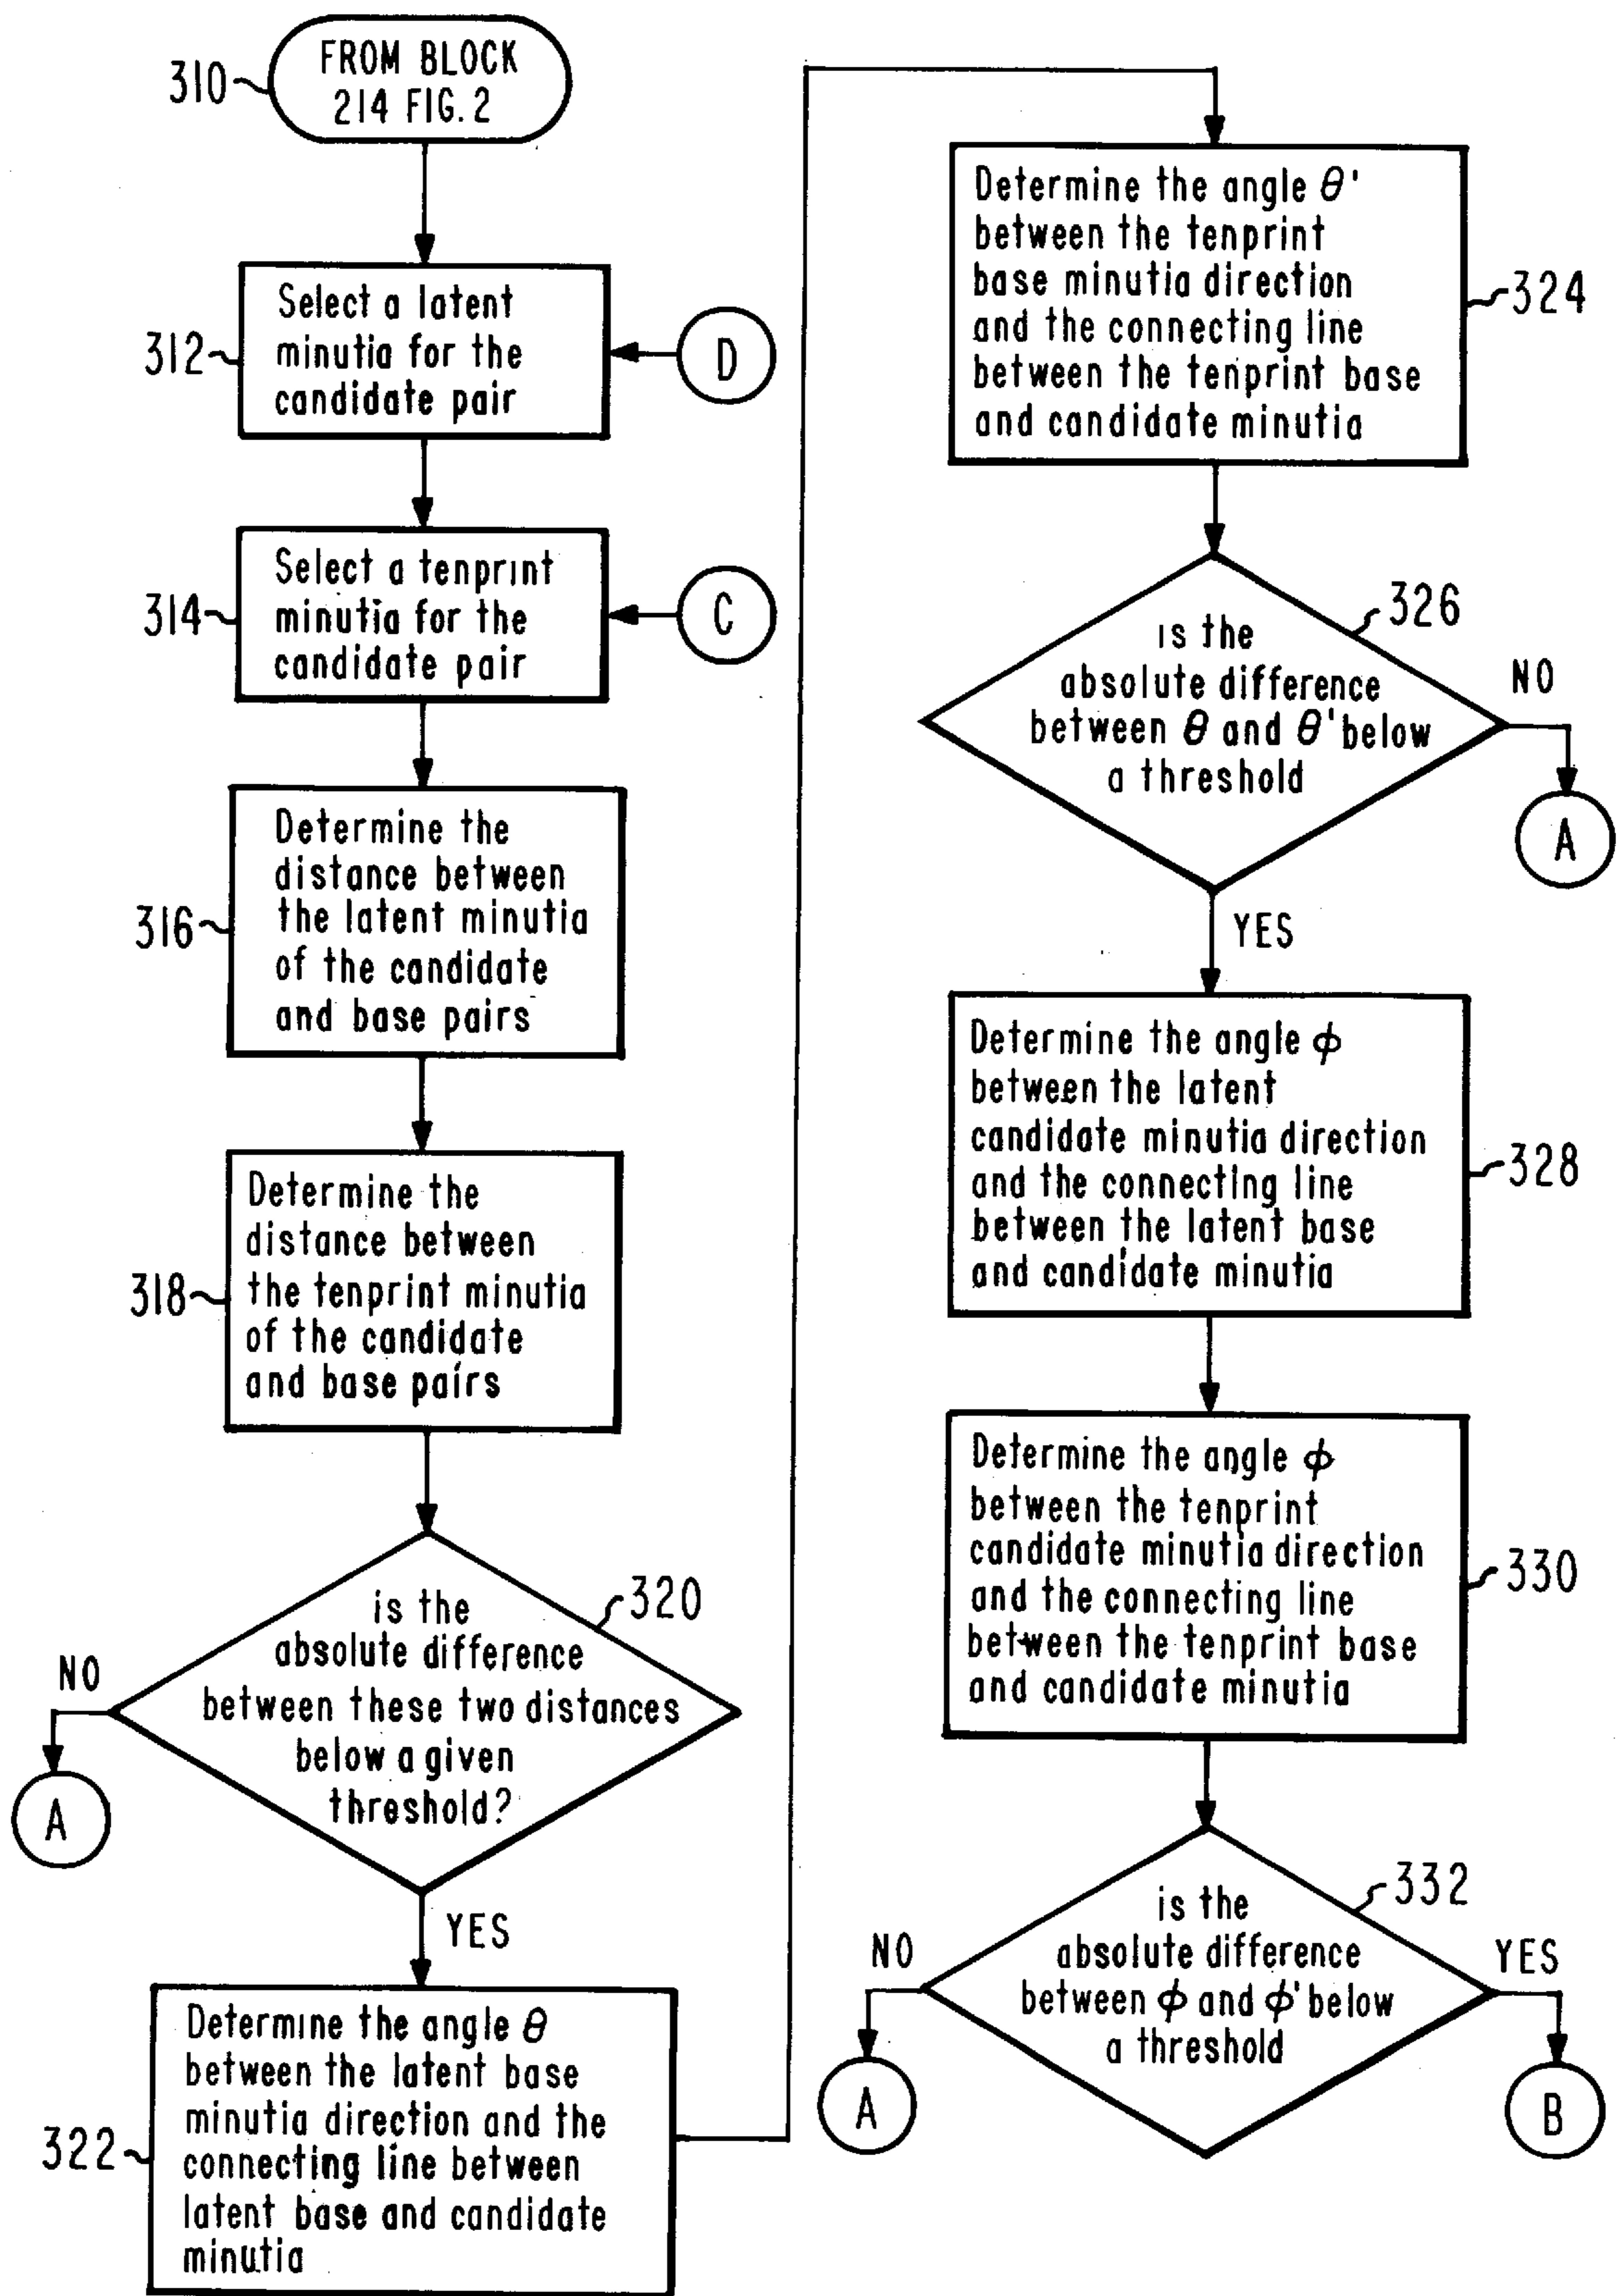 310
FROM BLOCK
214 FIG. 2
312
Select a latent
minutia for the
candidate pair
D
314
Select a tenprint
minutia for the
candidate pair
C
316
Determine the
distance between
the latent minutia
of the candidate
and base pairs
318
Determine the
distance between
the tenprint minutia
of the candidate
and base pairs
320
is the
absolute difference
between these two distances
below a given
threshold?
NO
A
YES
322
Determine the angle θ
between the latent base
minutia direction and the
connecting line between
latent base and candidate
minutia
324
Determine the angle θ'
between the tenprint
base minutia direction
and the connecting line
between the tenprint base
and candidate minutia
326
is the
absolute difference
between θ and θ' below
a threshold
NO
A
YES
328
Determine the angle ϕ
between the latent
candidate minutia direction
and the connecting line
between the latent base
and candidate minutia
330
Determine the angle ϕ
between the tenprint
candidate minutia direction
and the connecting line
between the tenprint base
and candidate minutia
332
is the
absolute difference
between ϕ and ϕ' below
a threshold
NO
A
YES
B